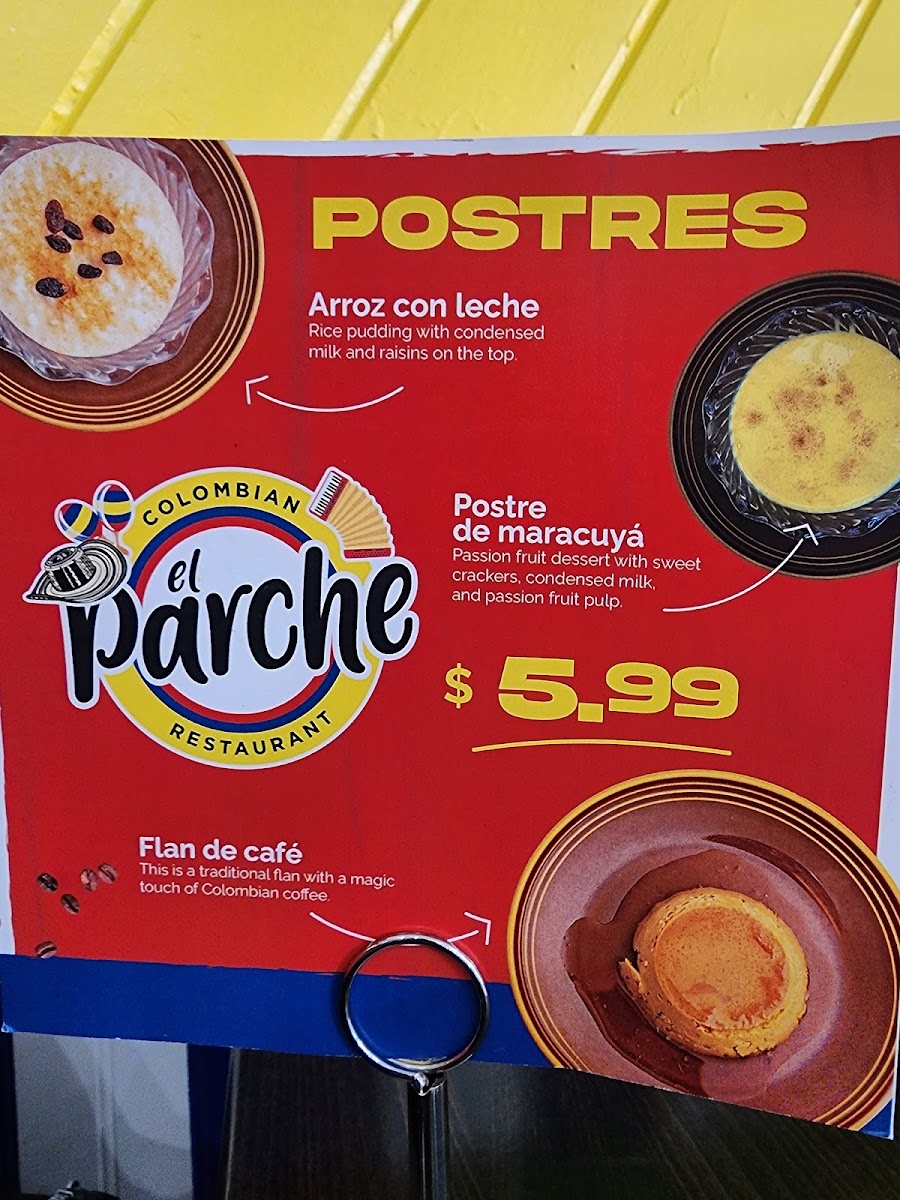 POSTRES
Arroz con leche
Rice pudding with condensed
milk and raisins on the top.
COLOMBIAN
el
Parche
RESTAURANT
Postre
de maracuyá
Passion fruit dessert with sweet
crackers, condensed milk,
and passion fruit pulp.
$ 5.99
Flan de café
This is a traditional flan with a magic
touch of Colombian coffee.